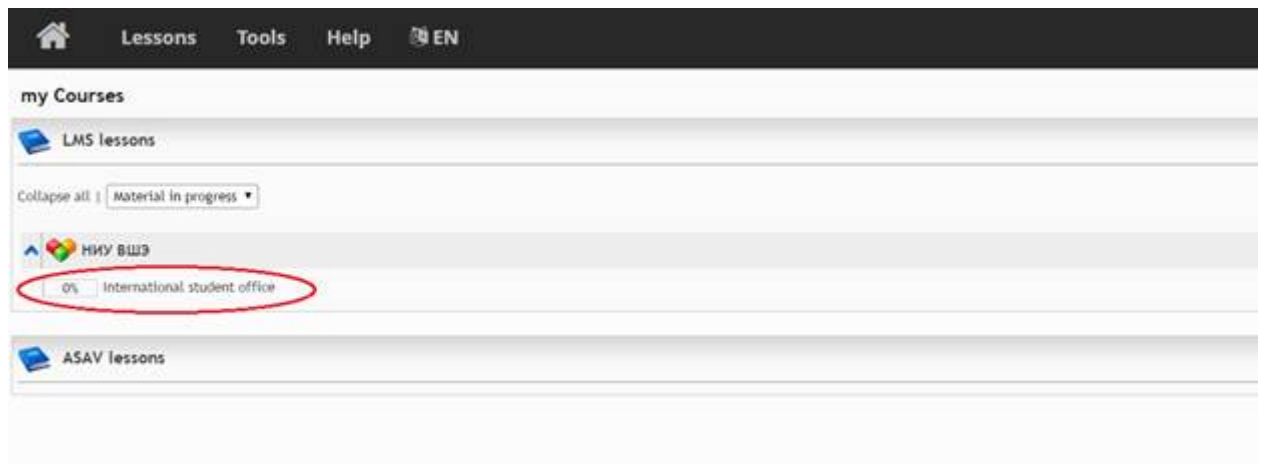 Lessons Tools Help EN
my Courses
LMS lessons
Collapse all | Material in progress
НИУ ВШЭ
0% International student office
ASAV lessons